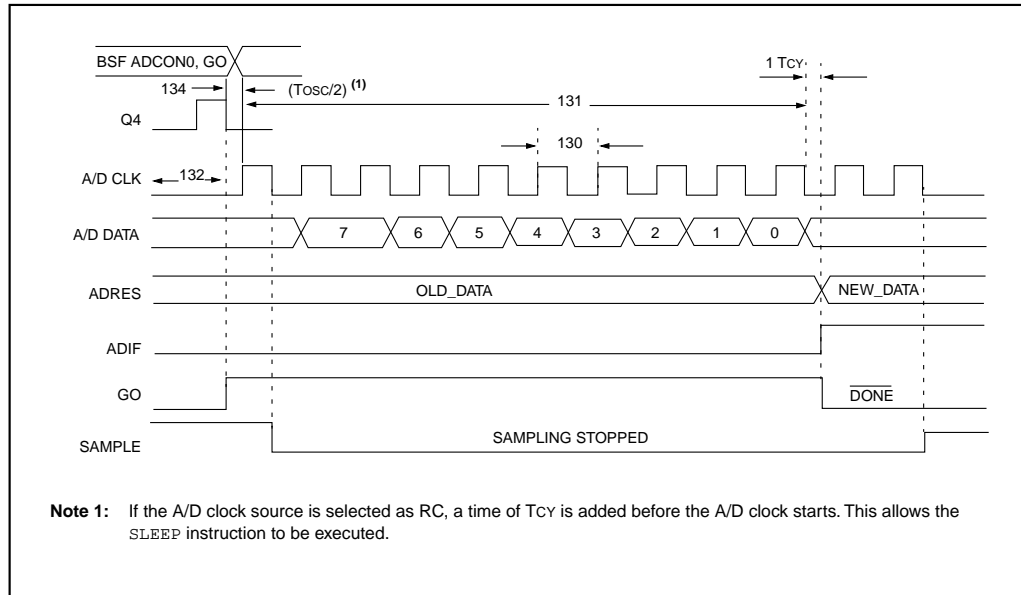 BSF ADCON0, GO
134
(TOSC/2) (1)
1 TCY
131
Q4
130
132
A/D CLK
A/D DATA
7 6 5 4 3 2 1 0
ADRES
OLD_DATA
NEW_DATA
ADIF
GO
DONE
SAMPLE
SAMPLING STOPPED
Note 1: If the A/D clock source is selected as RC, a time of TCY is added before the A/D clock starts. This allows the
SLEEP instruction to be executed.